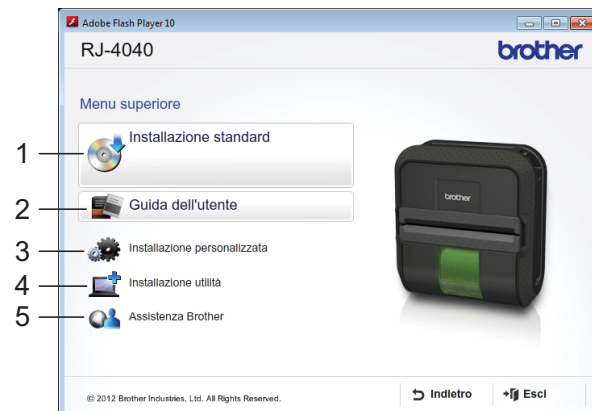 Adobe Flash Player 10
RJ-4040
brother
Menu superiore
1
Installazione standard
2
Guida dell'utente
3
Installazione personalizzata
4
Installazione utilità
5
Assistenza Brother
brother
© 2012 Brother Industries, Ltd. All Rights Reserved.
Indietro
Esci